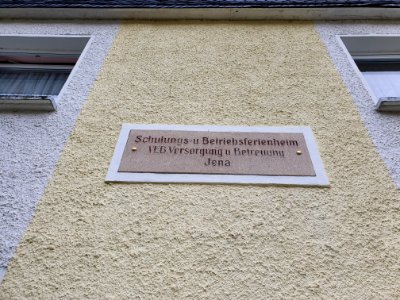 Schulungs- u Betriebsferienheim
VEB Versorgung u Betreuung
Jena